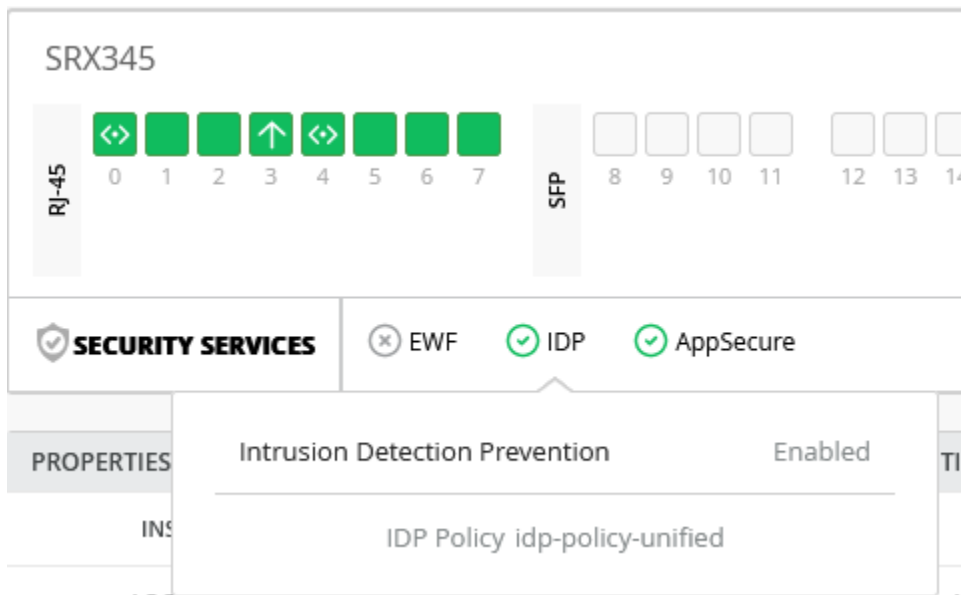 SRX345
RJ-45
0 1 2 3 4 5 6 7
SFP
8 9 10 11 12 13
SECURITY SERVICES
EWF IDP AppSecure
Intrusion Detection Prevention Enabled
PROPERTIES
IDP Policy idp-policy-unified